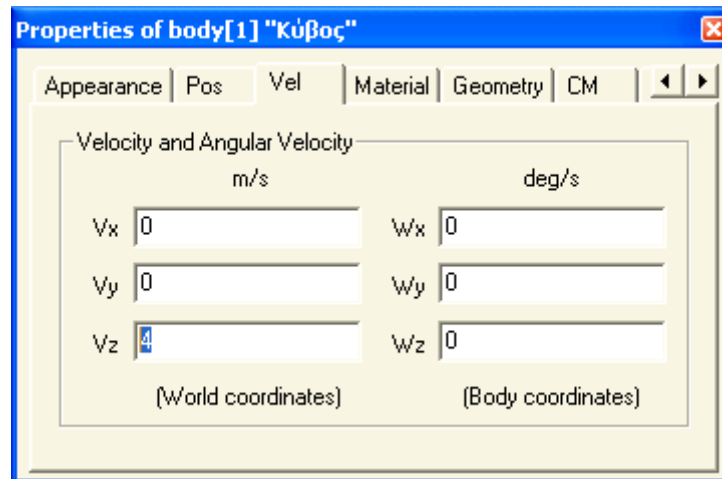 Properties of body[1] "Κύβος"
Appearance Pos Vel Material Geometry CM
Velocity and Angular Velocity
m/s deg/s
Vx 0 Wx 0
Vy 0 Wy 0
Vz 4 Wz 0
(World coordinates) (Body coordinates)